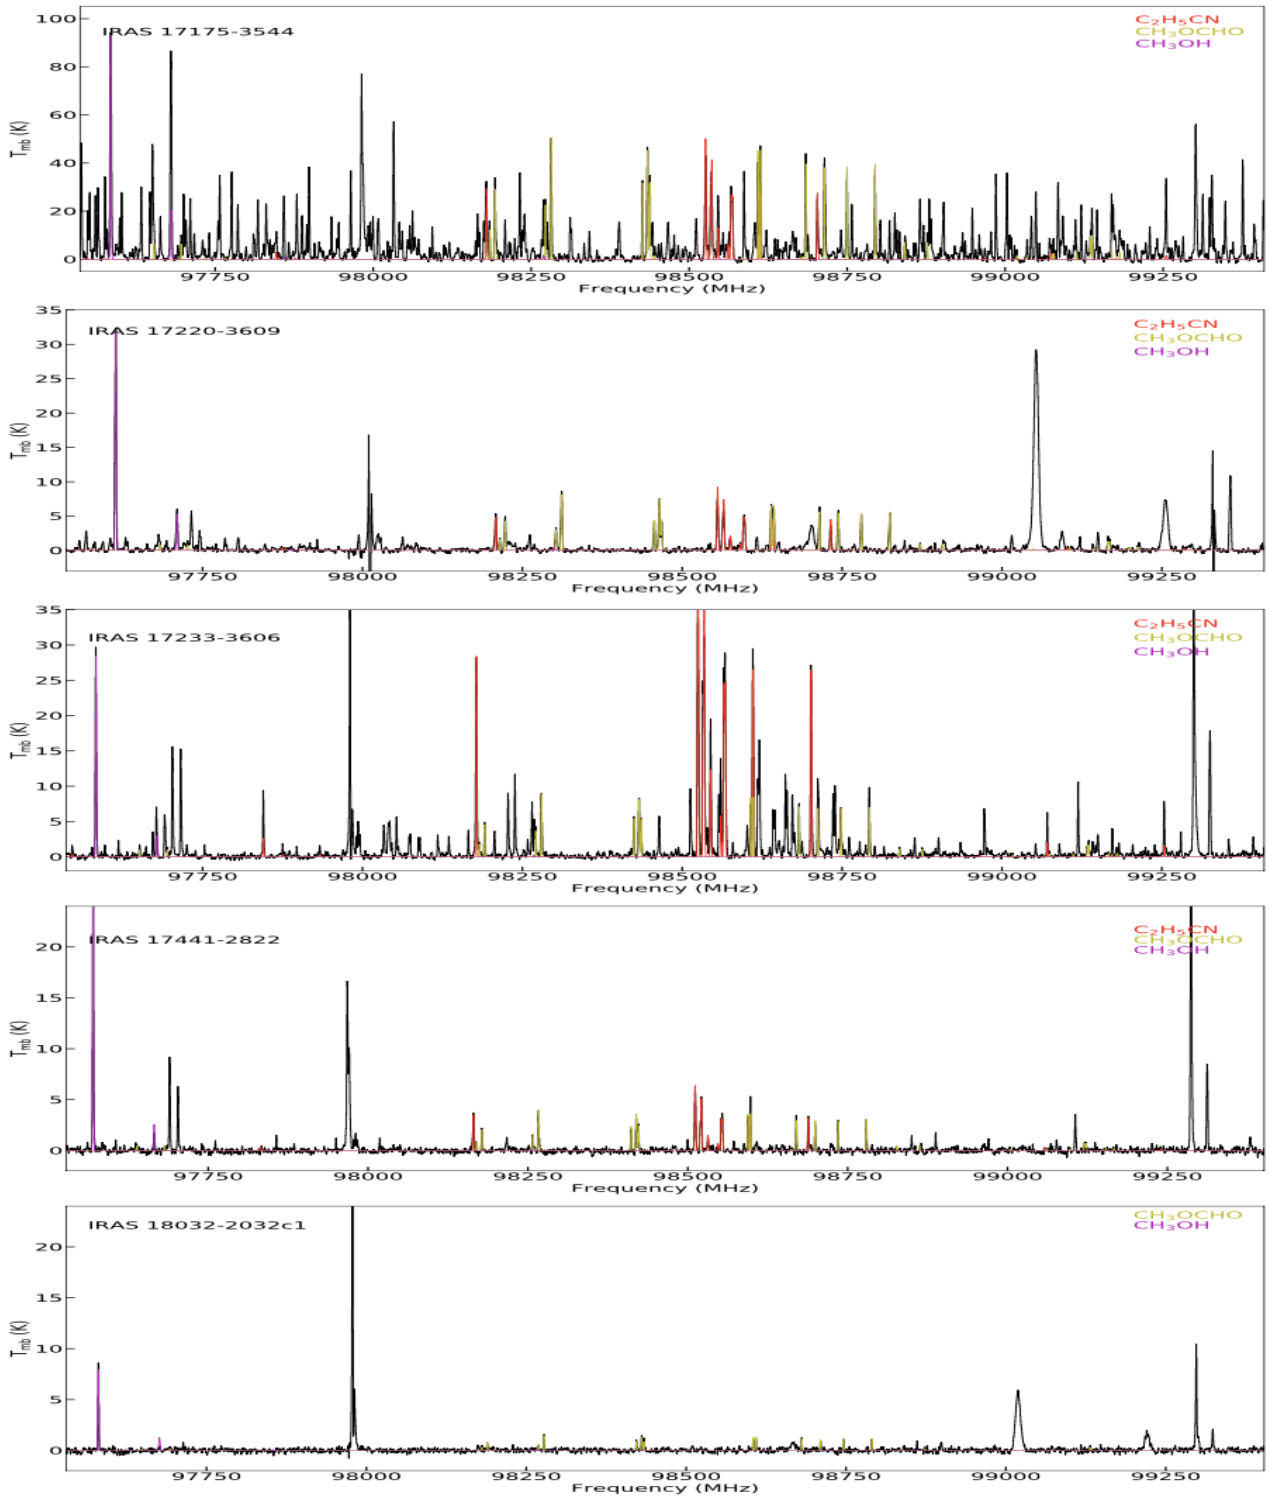 IRAS 17175-3544
C₂H₅CN
CH₃OCHO
CH₃OH
100
80
60
40
20
0
T_mb (K)
97750 98000 98250 98500 98750 99000 99250
Frequency (MHz)
IRAS 17220-3609
C₂H₅CN
CH₃OCHO
CH₃OH
35
30
25
20
15
10
5
0
T_mb (K)
97750 98000 98250 98500 98750 99000 99250
Frequency (MHz)
IRAS 17233-3606
C₂H₅CN
CH₃OCHO
CH₃OH
35
30
25
20
15
10
5
0
T_mb (K)
97750 98000 98250 98500 98750 99000 99250
Frequency (MHz)
IRAS 17441-2822
C₂H₅CN
CH₃OCHO
CH₃OH
20
15
10
5
0
T_mb (K)
97750 98000 98250 98500 98750 99000 99250
Frequency (MHz)
IRAS 18032-2032c1
CH₃OCHO
CH₃OH
20
15
10
5
0
T_mb (K)
97750 98000 98250 98500 98750 99000 99250
Frequency (MHz)